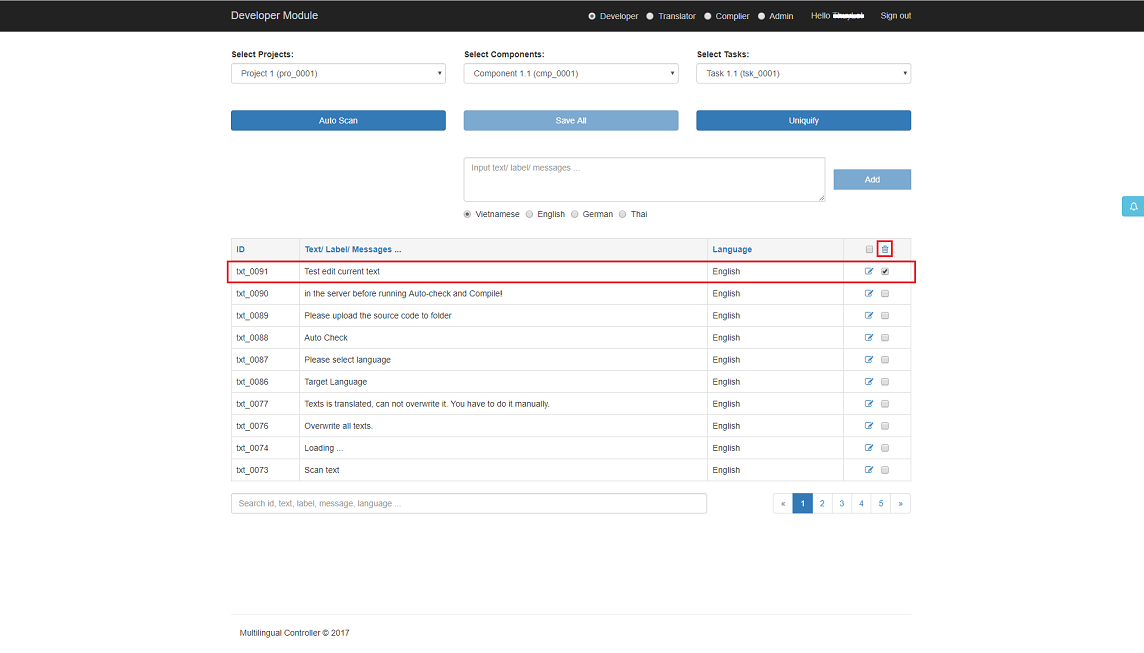 Developer Module
Developer Translator Complier Admin Hello Sign out
Select Projects: Select Components: Select Tasks:
Project 1 (pro_0001) Component 1.1 (cmp_0001) Task 1.1 (tsk_0001)
Auto Scan Save All Uniquify
Input text/ label/ messages ...
Add
Vietnamese English German Thai
ID Text/ Label/ Messages ... Language
txt_0091 Test edit current text English
txt_0090 in the server before running Auto-check and Compile! English
txt_0089 Please upload the source code to folder English
txt_0088 Auto Check English
txt_0087 Please select language English
txt_0086 Target Language English
txt_0077 Texts is translated, can not overwrite it. You have to do it manually. English
txt_0076 Overwrite all texts. English
txt_0074 Loading ... English
txt_0073 Scan text English
Search id, text, label, message, language ... « 1 2 3 4 5 »
Multilingual Controller © 2017